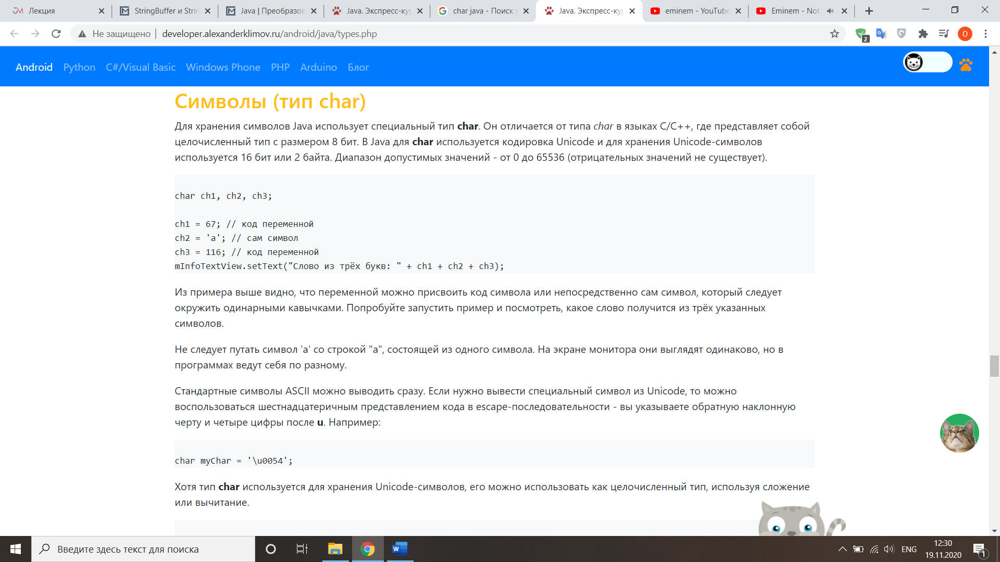 Лекция
StringBuffer и Strin
Java | Преобразов
Java. Экспресс-кур
char java - Поиск в
Java. Экспресс-кур
eminem - YouTube
Eminem - Not
Не защищено
developer.alexanderklimov.ru/android/java/types.php
2
O
Android Python C#/Visual Basic Windows Phone PHP Arduino Блог
Символы (тип char)
Для хранения символов Java использует специальный тип char. Он отличается от типа char в языках C/C++, где представляет собой
целочисленный тип с размером 8 бит. В Java для char используется кодировка Unicode и для хранения Unicode-символов
используется 16 бит или 2 байта. Диапазон допустимых значений - от 0 до 65536 (отрицательных значений не существует).
char ch1, ch2, ch3;
ch1 = 67; // код переменной
ch2 = 'a'; // сам символ
ch3 = 116; // код переменной
mInfoTextView.setText("Слово из трёх букв: " + ch1 + ch2 + ch3);
Из примера выше видно, что переменной можно присвоить код символа или непосредственно сам символ, который следует
окружить одинарными кавычками. Попробуйте запустить пример и посмотреть, какое слово получится из трёх указанных
символов.
Не следует путать символ 'a' со строкой "a", состоящей из одного символа. На экране монитора они выглядят одинаково, но в
программах ведут себя по разному.
Стандартные символы ASCII можно выводить сразу. Если нужно вывести специальный символ из Unicode, то можно
воспользоваться шестнадцатеричным представлением кода в escape-последовательности - вы указываете обратную наклонную
черту и четыре цифры после u. Например:
char myChar = '\u0054';
Хотя тип char используется для хранения Unicode-символов, его можно использовать как целочисленный тип, используя сложение
или вычитание.
Введите здесь текст для поиска
ENG
12:30
19.11.2020
1